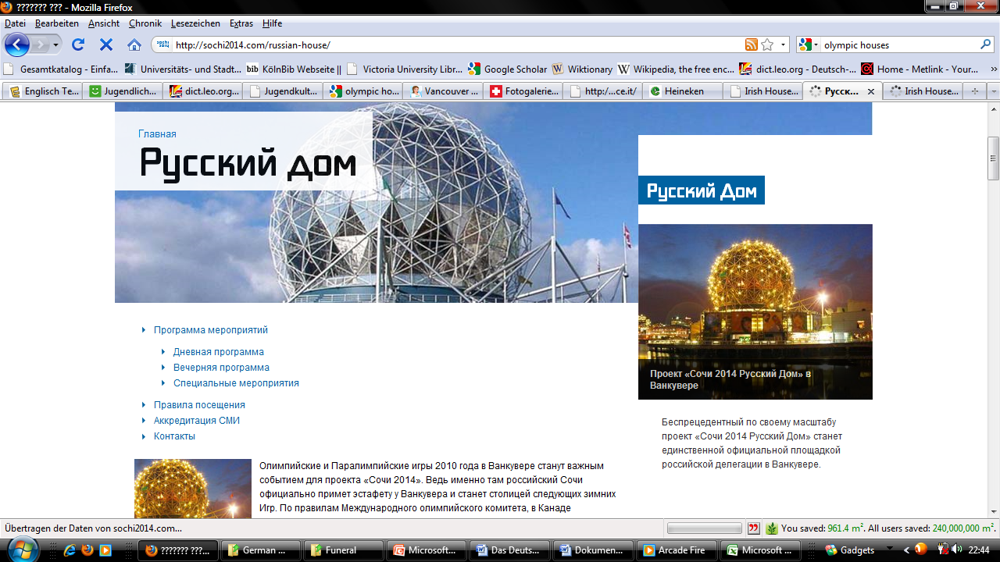 ??????? ??? - Mozilla Firefox
Datei Bearbeiten Ansicht Chronik Lesezeichen Extras Hilfe
sochi 2014 http://sochi2014.com/russian-house/ olympic houses
Gesamtkatalog - Einfa... Universitäts- und Stadt... bib KölnBib Webseite || Victoria University Libr... Google Scholar Wiktionary Wikipedia, the free enc... dict.leo.org - Deutsch-... Home - Metlink - Your... »
Englisch Te... Jugendlich... dict.leo.org... Jugendkult... olympic ho... Vancouver ... Fotogalerie... http:/...ce.it/ Heineken Irish House... Русск... Irish House...
Главная
Русский дом
Русский Дом
Проект «Сочи 2014 Русский Дом» в
Ванкувере
Беспрецедентный по своему масштабу
проект «Сочи 2014 Русский Дом» станет
единственной официальной площадкой
российской делегации в Ванкувере.
Программа мероприятий
Дневная программа
Вечерняя программа
Специальные мероприятия
Правила посещения
Аккредитация СМИ
Контакты
Олимпийские и Паралимпийские игры 2010 года в Ванкувере станут важным
событием для проекта «Сочи 2014». Ведь именно там российский Сочи
официально примет эстафету у Ванкувера и станет столицей следующих зимних
Игр. По правилам Международного олимпийского комитета, в Канаде
Übertragen der Daten von sochi2014.com... You saved: 961.4 m². All users saved: 240,000,000 m².
??????? ???... German ... Funeral Microsoft... Das Deuts... Dokumen... Arcade Fire Microsoft ... Gadgets 22:44